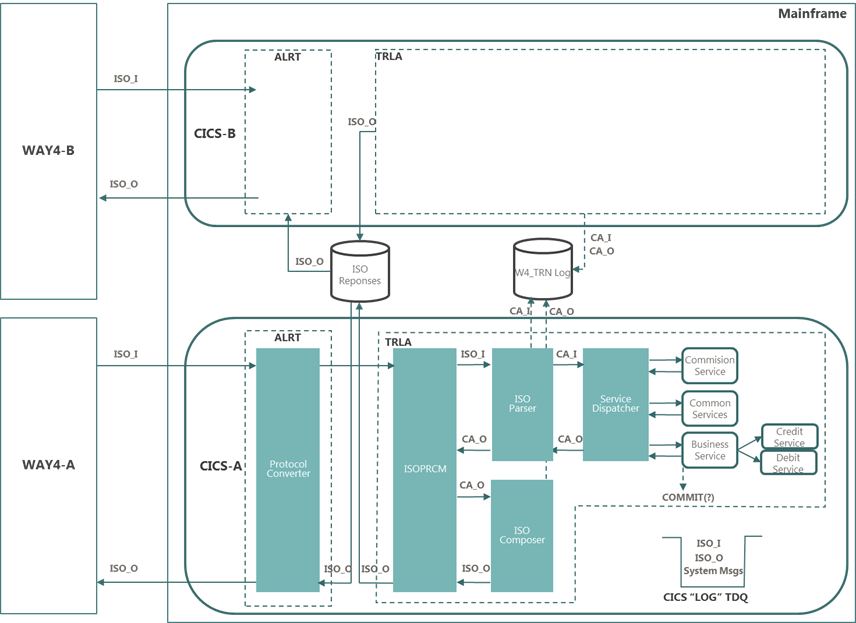 Mainframe
ALRT
TRLA
ISO_I
ISO_O
CICS-B
WAY4-B
ISO_O
CA_I
CA_O
ISO_O
ISO
Reponses
W4_TRN Log
CA_I
CA_O
ALRT
TRLA
ISO_I
ISO_I
CA_I
Commision
Service
ISO
Parser
Service
Dispatcher
Common
Services
CA_O
CA_O
Business
Service
Credit
Service
Debit
Service
WAY4-A
CICS-A
Protocol
Converter
ISOPRCM
CA_O
COMMIT(?)
ISO
Composer
ISO_I
ISO_O
System Msgs
ISO_O
ISO_O
ISO_O
ISO_O
CICS “LOG” TDQ